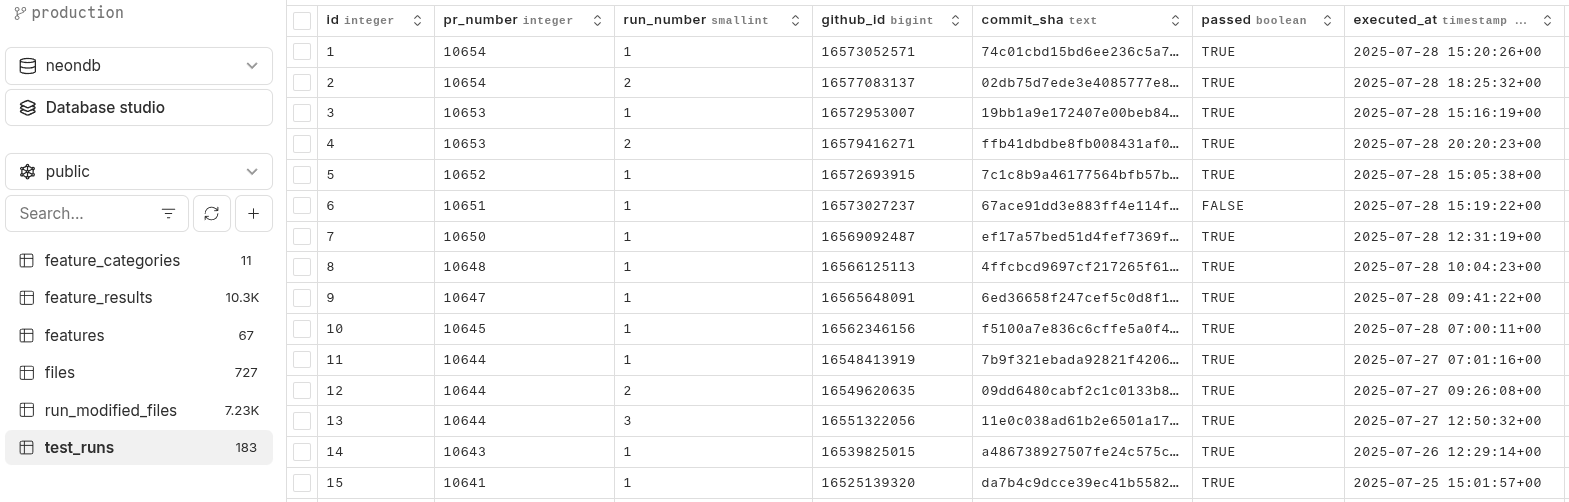 production
neondb
Database studio
public
Search...
feature_categories 11
feature_results 10.3K
features 67
files 727
run_modified_files 7.23K
test_runs 183
id integer pr_number integer run_number smallint github_id bigint commit_sha text passed boolean executed_at timestamp ...
1 10654 1 16573052571 74c01cbd15bd6ee236c5a7… TRUE 2025-07-28 15:20:26+00
2 10654 2 16577083137 02db75d7ede3e4085777e8… TRUE 2025-07-28 18:25:32+00
3 10653 1 16572953007 19bb1a9e172407e00beb84… TRUE 2025-07-28 15:16:19+00
4 10653 2 16579416271 ffb41dbdbe8fb008431af0… TRUE 2025-07-28 20:20:23+00
5 10652 1 16572693915 7c1c8b9a46177564bfb57b… TRUE 2025-07-28 15:05:38+00
6 10651 1 16573027237 67ace91dd3e883ff4e114f… FALSE 2025-07-28 15:19:22+00
7 10650 1 16569092487 ef17a57bed51d4fef7369f… TRUE 2025-07-28 12:31:19+00
8 10648 1 16566125113 4ffcbcd9697cf217265f61… TRUE 2025-07-28 10:04:23+00
9 10647 1 16565648091 6ed36658f247cef5c0d8f1… TRUE 2025-07-28 09:41:22+00
10 10645 1 16562346156 f5100a7e836c6cffe5a0f4… TRUE 2025-07-28 07:00:11+00
11 10644 1 16548413919 7b9f321ebada92821f4206… TRUE 2025-07-27 07:01:16+00
12 10644 2 16549620635 09dd6480cabf2c1c0133b8… TRUE 2025-07-27 09:26:08+00
13 10644 3 16551322056 11e0c038ad61b2e6501a17… TRUE 2025-07-27 12:50:32+00
14 10643 1 16539825015 a486738927507fe24c575c… TRUE 2025-07-26 12:29:14+00
15 10641 1 16525139320 da7b4c9dcce39ec41b5582… TRUE 2025-07-25 15:01:57+00